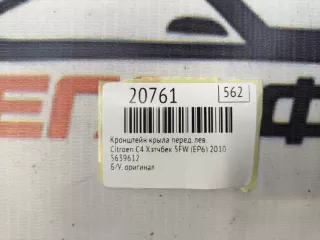 20761
562
Кронштейн крыла перед.лев.
Citroen C4 Хэтчбек 5FW (EP6) 2010
5639612
Б/У, оригинал